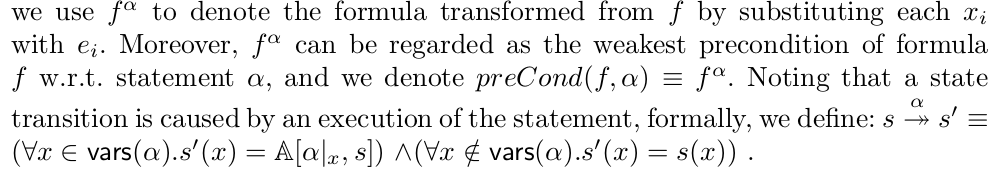 we use f^α to denote the formula transformed from f by substituting each x_i
with e_i. Moreover, f^α can be regarded as the weakest precondition of formula
f w.r.t. statement α, and we denote preCond(f, α) ≡ f^α. Noting that a state
transition is caused by an execution of the statement, formally, we define: s ↠^α s′ ≡
(∀x ∈ vars(α).s′(x) = 𝔸[α|_x, s]) ∧(∀x ∉ vars(α).s′(x) = s(x)) .